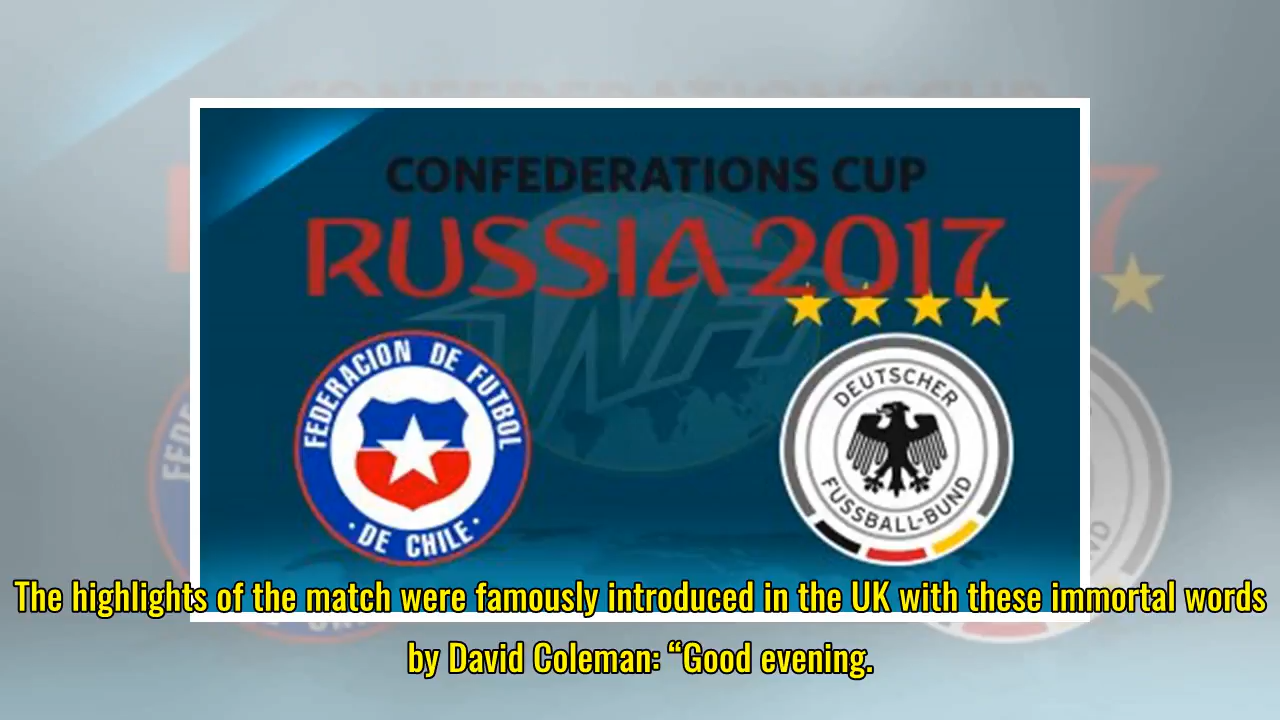 CONFEDERATIONS CUP
RUSSIA 2017
FEDERACION DE FUTBOL
· DE CHILE ·
DEUTSCHER
FUSSBALL-BUND
The highlights of the match were famously introduced in the UK with these immortal words
by David Coleman: “Good evening.